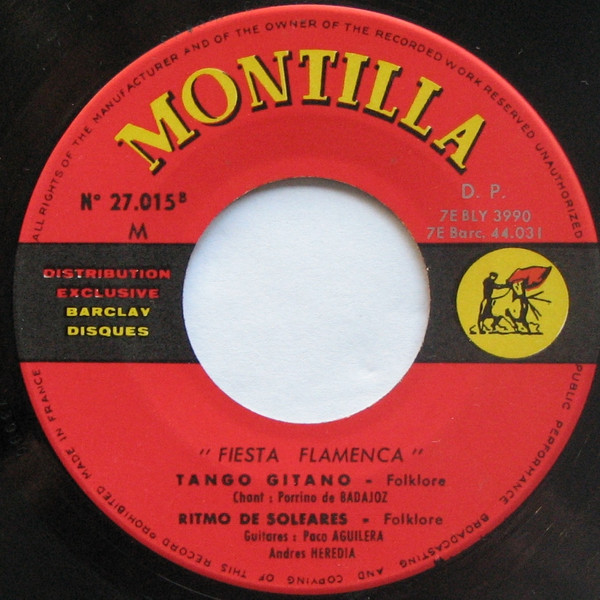 ALL RIGHTS OF THE MANUFACTURER AND OF THE OWNER OF THE RECORDED WORK RESERVED UNAUTHORIZED
PUBLIC PERFORMANCE BROADCASTING AND COPYING OF THIS RECORD PROHIBITED MADE IN FRANCE
MONTILLA
Nº 27.015ᴮ
M
D. P.
7E BLY 3990
7E Barc. 44.031
DISTRIBUTION
EXCLUSIVE
BARCLAY
DISQUES
"FIESTA FLAMENCA"
TANGO GITANO - Folklore
Chant : Porrino de BADAJOZ
RITMO DE SOLEARES - Folklore
Guitares : Paco AGUILERA
Andres HEREDIA